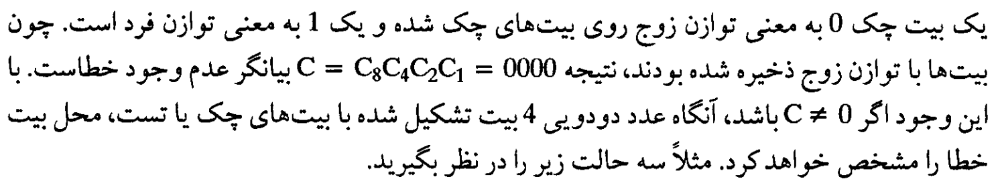 یک بیت چک 0 به معنی توازن زوج روی بیت‌های چک شده و یک 1 به معنی توازن فرد است. چون
بیت‌ها با توازن زوج ذخیره شده بودند، نتیجه C = C₈C₄C₂C₁ = 0000 بیانگر عدم وجود خطاست. با
این وجود اگر C ≠ 0 باشد، آنگاه عدد دودویی 4 بیت تشکیل شده با بیت‌های چک یا تست، محل بیت
خطا را مشخص خواهد کرد. مثلاً سه حالت زیر را در نظر بگیرید.